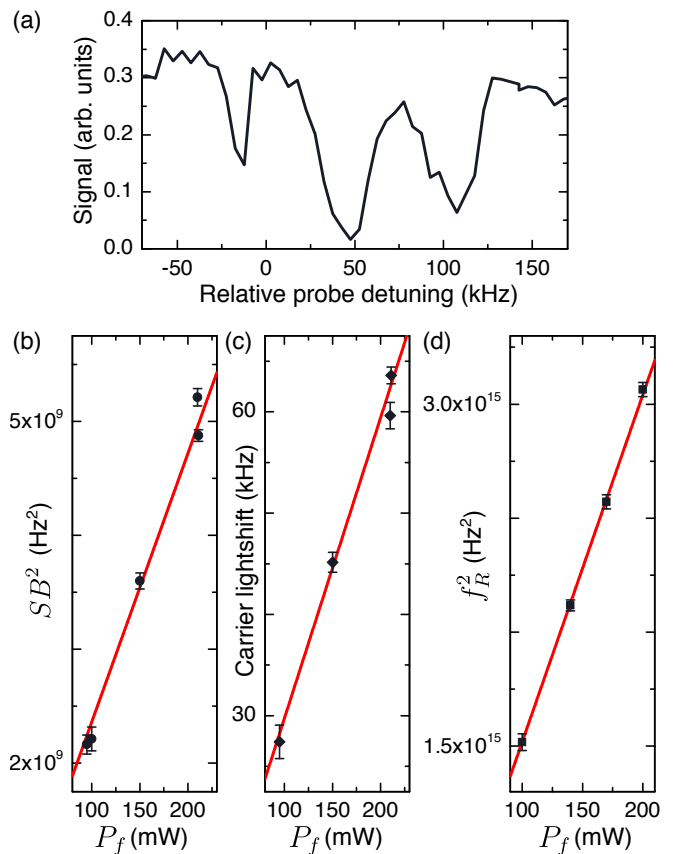 (a)
Signal (arb. units)
0.4
0.3
0.2
0.1
0.0
-50 0 50 100 150
Relative probe detuning (kHz)
(b)
SB² (Hz²)
5x10⁹
2x10⁹
100 150 200
P_f (mW)
(c)
Carrier lightshift (kHz)
60
30
100 150 200
P_f (mW)
(d)
f_R² (Hz²)
3.0x10¹⁵
1.5x10¹⁵
100 150 200
P_f (mW)